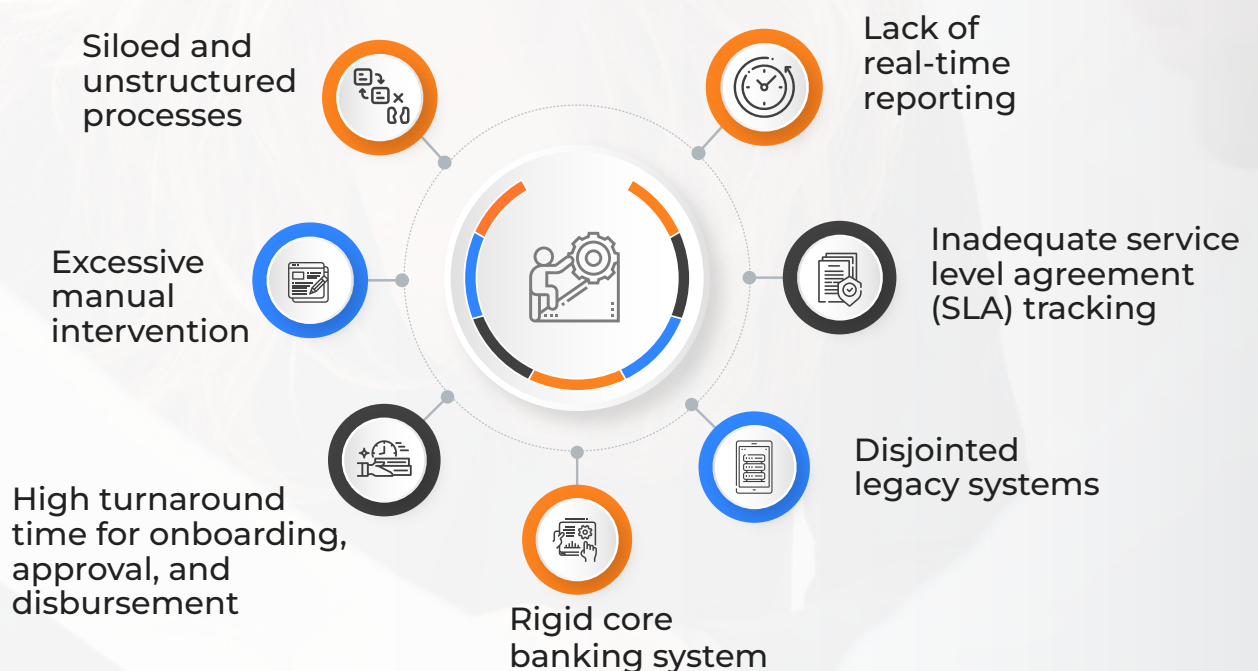 Siloed and
unstructured
processes
Lack of
real-time
reporting
Excessive
manual
intervention
Inadequate service
level agreement
(SLA) tracking
High turnaround
time for onboarding,
approval, and
disbursement
Disjointed
legacy systems
Rigid core
banking system